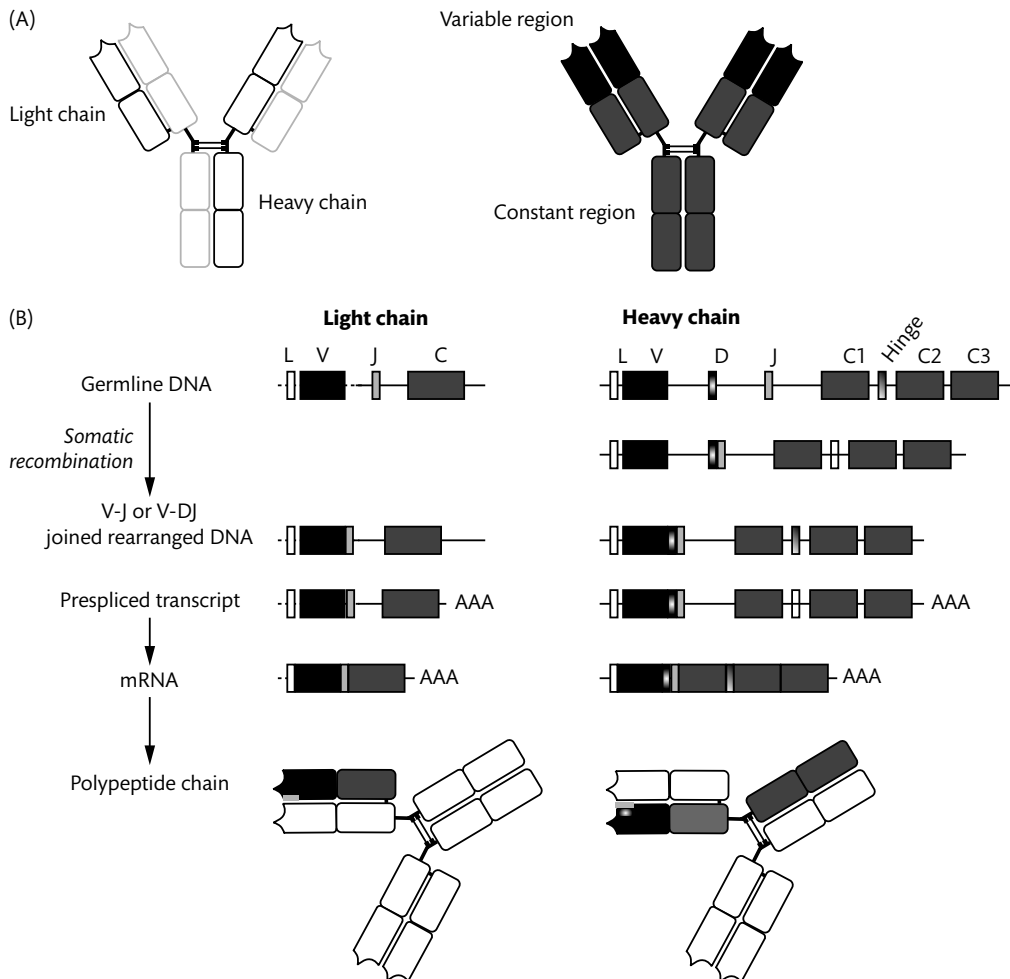 (A)
Variable region
Light chain
Heavy chain
Constant region
(B)
Light chain
Heavy chain
L V J C
L V D J C1 Hinge C2 C3
Germline DNA
Somatic
recombination
V-J or V-DJ
joined rearranged DNA
Prespliced transcript
AAA
AAA
mRNA
AAA
AAA
Polypeptide chain